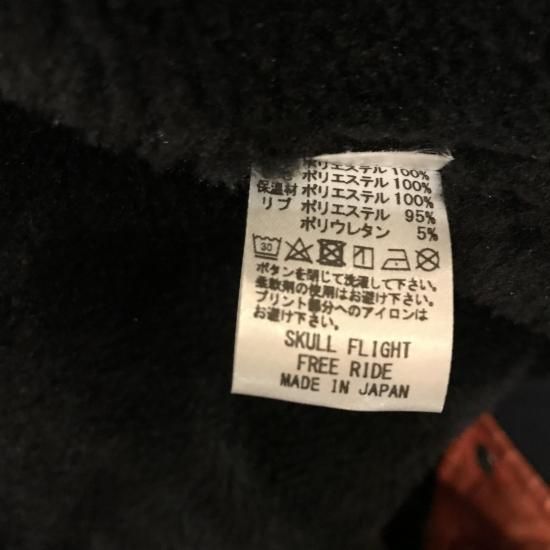 ポリエステル 100%
ポリエステル 100%
保温材 ポリエステル 100%
リブ ポリエステル 95%
ポリウレタン 5%
30
ボタンを閉じて洗濯して下さい。
柔軟剤の使用はお避け下さい。
プリント部分へのアイロンは
お避け下さい。
SKULL FLIGHT
FREE RIDE
MADE IN JAPAN